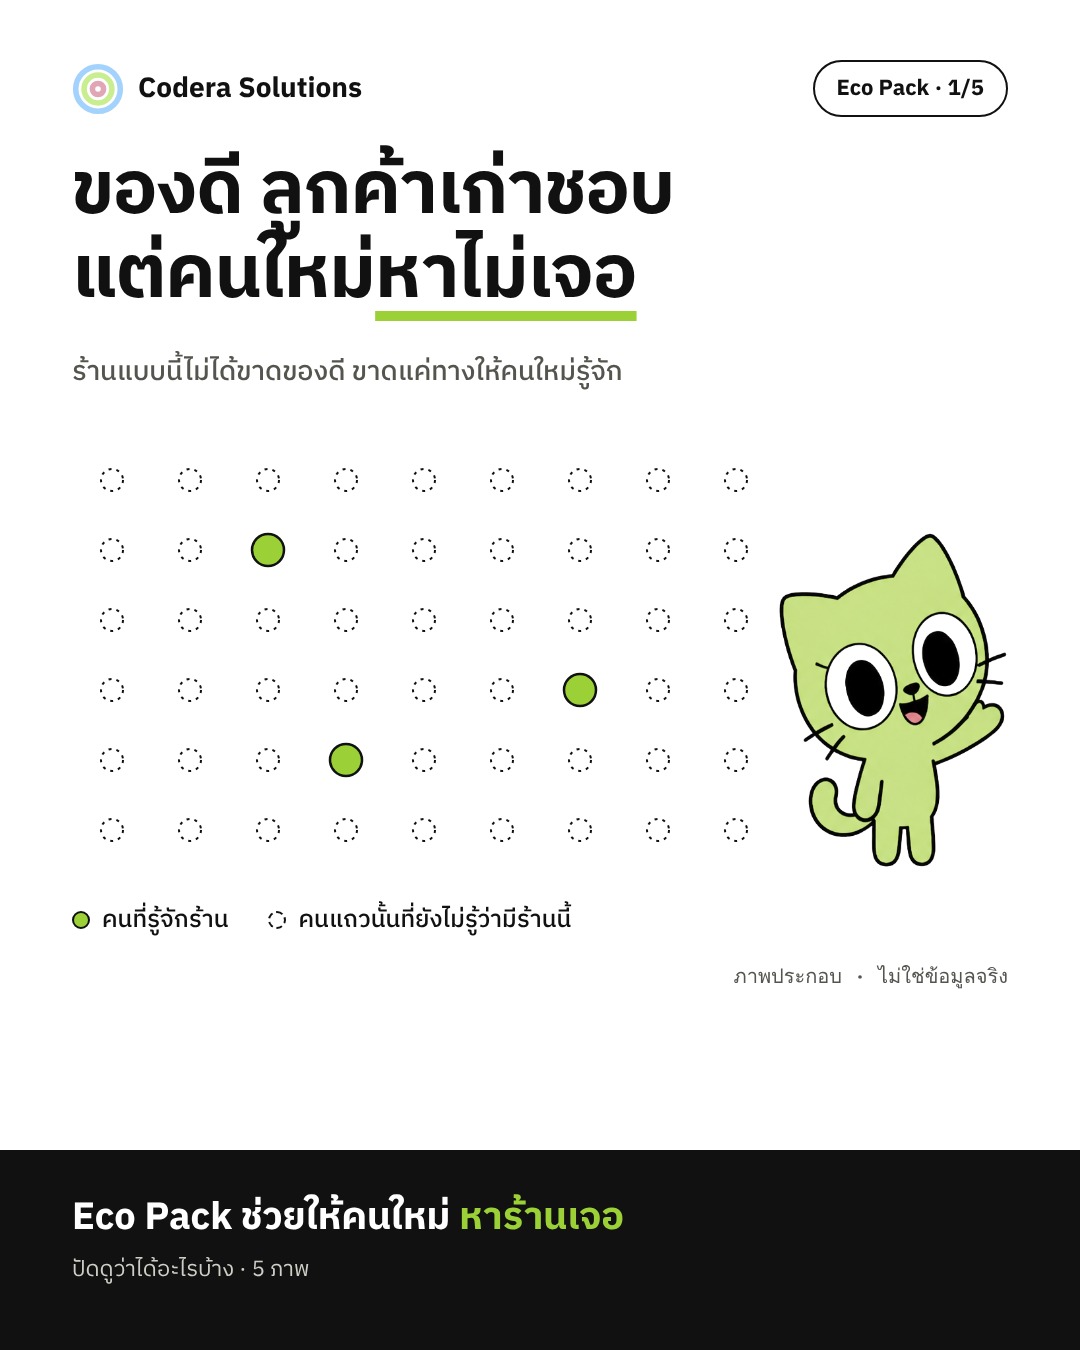 Codera Solutions
Eco Pack · 1/5
ของดี ลูกค้าเก่าชอบ
แต่คนใหม่หาไม่เจอ
ร้านแบบนี้ไม่ได้ขาดของดี ขาดแค่ทางให้คนใหม่รู้จัก
คนที่รู้จักร้าน
คนแถวนั้นที่ยังไม่รู้ว่ามีร้านนี้
ภาพประกอบ · ไม่ใช่ข้อมูลจริง
Eco Pack ช่วยให้คนใหม่ หาร้านเจอ
ปัดดูว่าได้อะไรบ้าง · 5 ภาพ